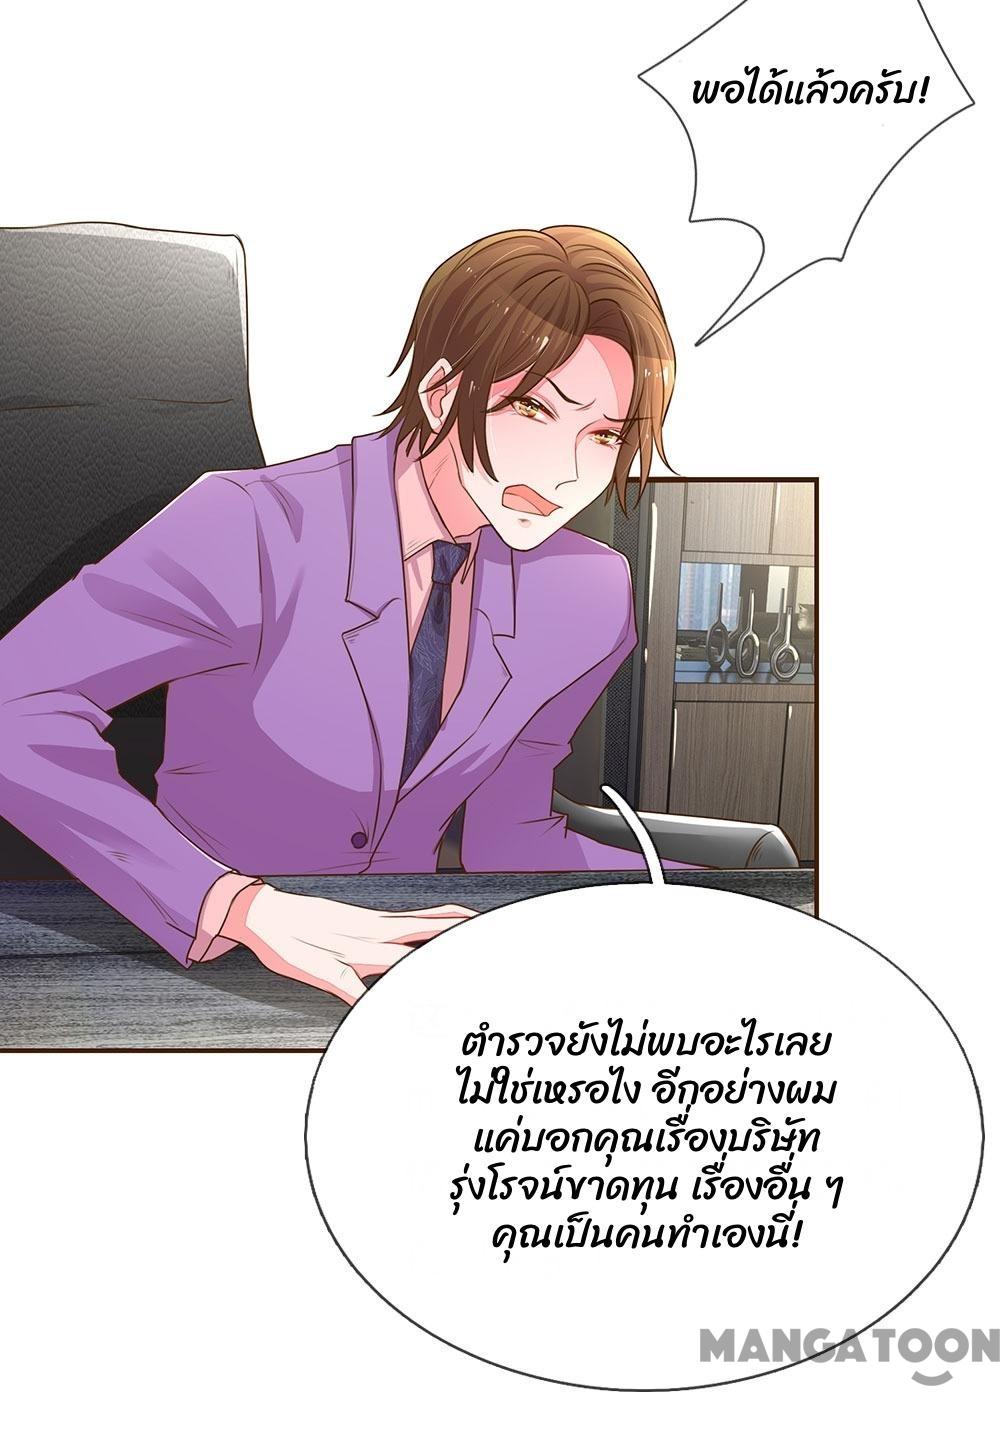 พอได้แล้วครับ!
ตำรวจยังไม่พบอะไรเลย
ไม่ใช่เหรอไง อีกอย่างผม
แค่บอกคุณเรื่องบริษัท
รุ่งโรจน์ขาดทุน เรื่องอื่น ๆ
คุณเป็นคนทำเองนี่!
MANGATOON